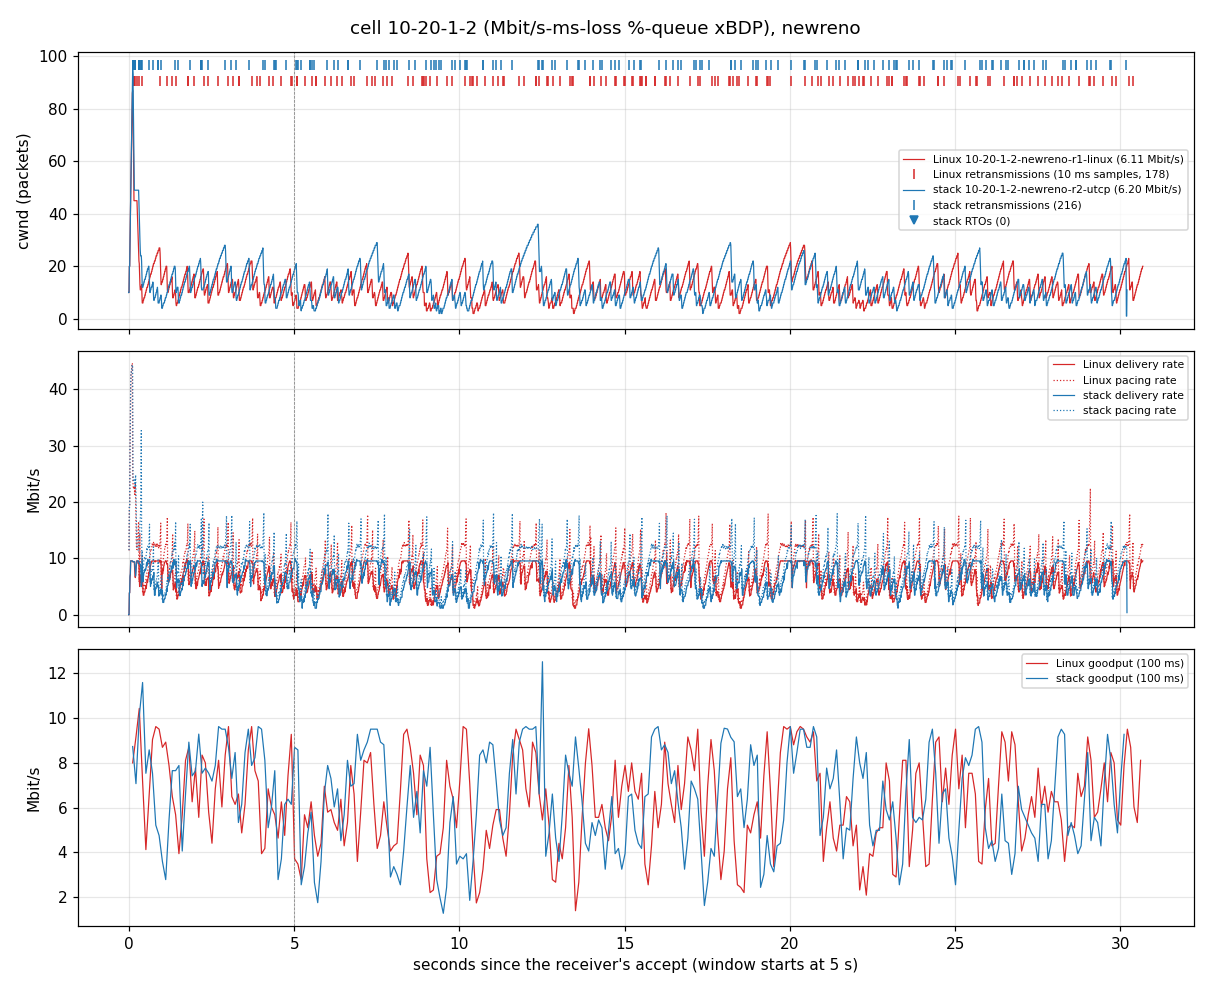 cell 10-20-1-2 (Mbit/s-ms-loss %-queue xBDP), newreno
100
80
60
40
20
0
cwnd (packets)
Linux 10-20-1-2-newreno-r1-linux (6.11 Mbit/s)
Linux retransmissions (10 ms samples, 178)
stack 10-20-1-2-newreno-r2-utcp (6.20 Mbit/s)
stack retransmissions (216)
stack RTOs (0)
40
30
20
10
0
Mbit/s
Linux delivery rate
Linux pacing rate
stack delivery rate
stack pacing rate
12
10
8
6
4
2
Mbit/s
Linux goodput (100 ms)
stack goodput (100 ms)
0 5 10 15 20 25 30
seconds since the receiver's accept (window starts at 5 s)